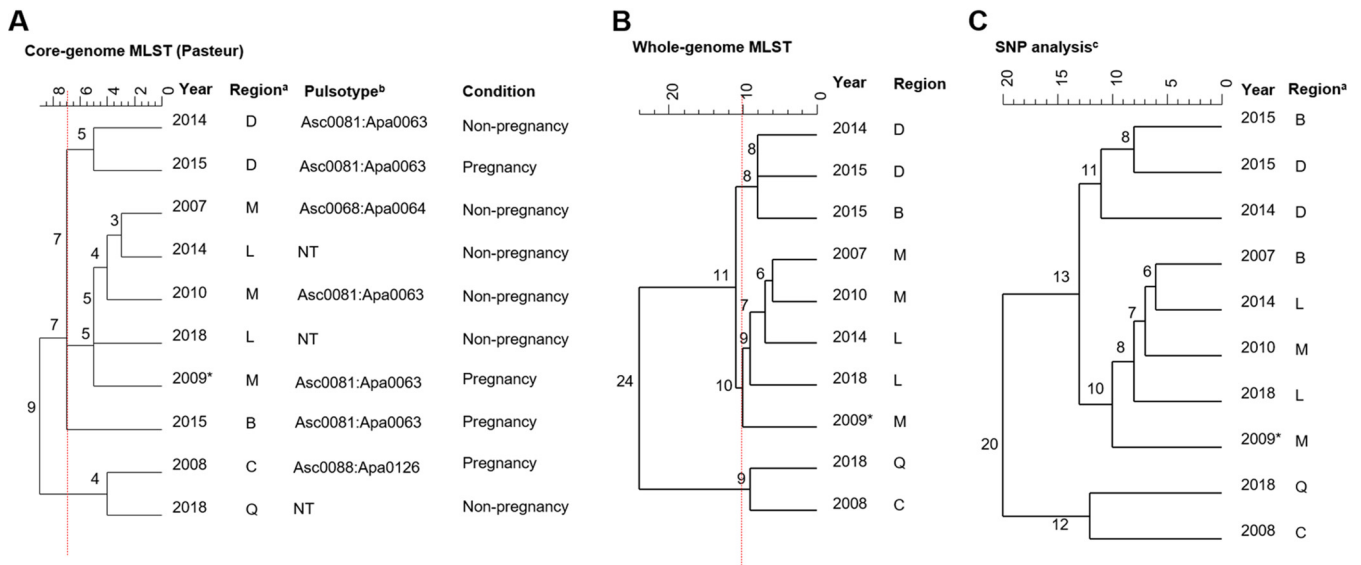 A
Core-genome MLST (Pasteur)
8 6 4 2 0
Year Regionᵃ Pulsotypeᵇ Condition
2014 D Asc0081:Apa0063 Non-pregnancy
5
2015 D Asc0081:Apa0063 Pregnancy
2007 M Asc0068:Apa0064 Non-pregnancy
3
7
2014 L NT Non-pregnancy
4
2010 M Asc0081:Apa0063 Non-pregnancy
5
7
5
2018 L NT Non-pregnancy
2009* M Asc0081:Apa0063 Pregnancy
9
2015 B Asc0081:Apa0063 Pregnancy
2008 C Asc0088:Apa0126 Pregnancy
4
2018 Q NT Non-pregnancy
B
Whole-genome MLST
Year Region
20 10 0
2014 D
8
2015 D
8
2015 B
2007 M
6
11
2010 M
7
2014 L
9
2018 L
24
10
2009* M
2018 Q
9
2008 C
C
SNP analysisᶜ
20 15 10 5 0
Year Regionᵃ
2015 B
8
2015 D
11
2014 D
2007 B
13
6
2014 L
7
2010 M
8
2018 L
10
2009* M
20
2018 Q
12
2008 C